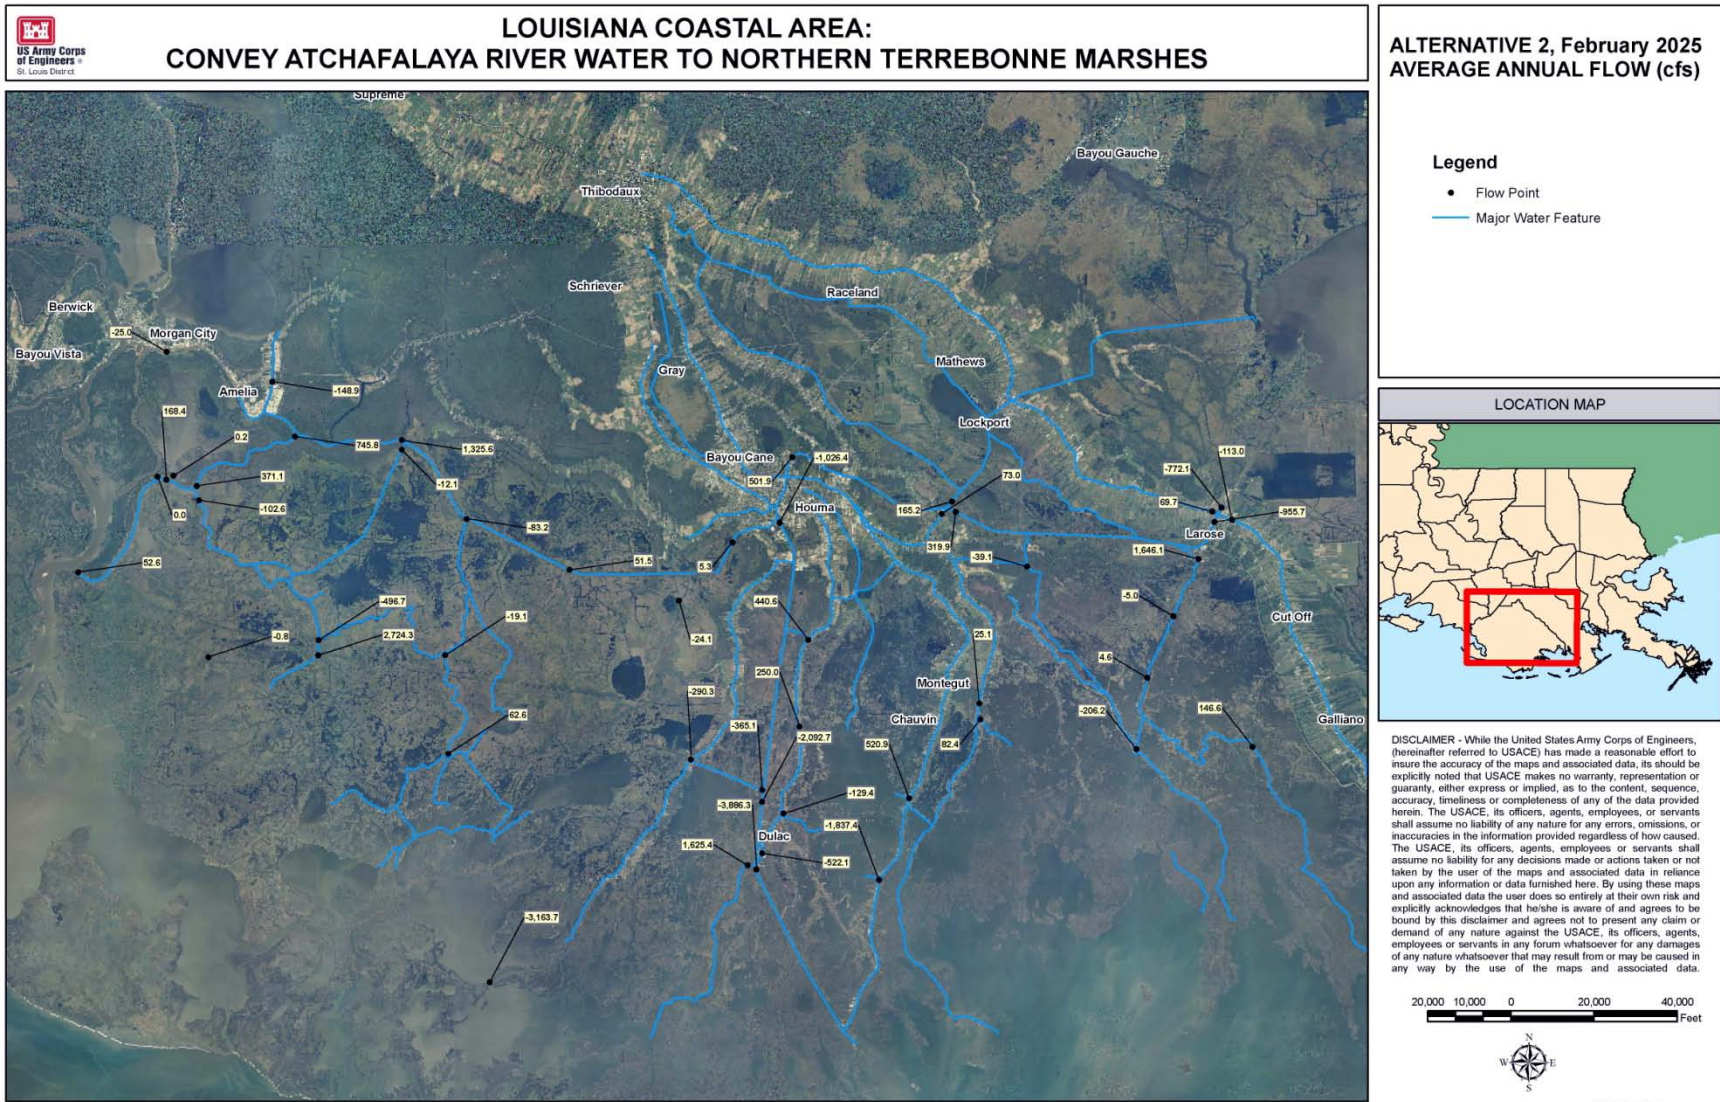 US Army Corps
of Engineers ®
St. Louis District
LOUISIANA COASTAL AREA:
CONVEY ATCHAFALAYA RIVER WATER TO NORTHERN TERREBONNE MARSHES
ALTERNATIVE 2, February 2025
AVERAGE ANNUAL FLOW (cfs)
Legend
Flow Point
Major Water Feature
LOCATION MAP
Supreme
Bayou Gauche
Thibodaux
Schriever
Raceland
Berwick
-25.0
Morgan City
Bayou Vista
Mathews
Gray
Amelia
-148.9
168.4
Lockport
0.2
745.8
1,325.6
Bayou Cane
-1,026.4
-113.0
371.1
-12.1
501.9
73.0
-772.1
-102.6
Houma
165.2
69.7
-955.7
0.0
-83.2
Larose
319.9
52.6
51.5
5.3
-39.1
1,646.1
-496.7
440.6
-5.0
-19.1
Cut Off
-0.8
2,724.3
-24.1
25.1
250.0
4.6
Montegut
-290.3
62.6
-365.1
-2,092.7
Chauvin
-206.2
146.6
Galliano
520.9
82.4
-129.4
-3,886.3
-1,837.4
Dulac
1,625.4
-522.1
-3,163.7
DISCLAIMER - While the United States Army Corps of Engineers,
(hereinafter referred to USACE) has made a reasonable effort to
insure the accuracy of the maps and associated data, its should be
explicitly noted that USACE makes no warranty, representation or
guaranty, either express or implied, as to the content, sequence,
accuracy, timeliness or completeness of any of the data provided
herein. The USACE, its officers, agents, employees, or servants
shall assume no liability of any nature for any errors, omissions, or
inaccuracies in the information provided regardless of how caused.
The USACE, its officers, agents, employees or servants shall
assume no liability for any decisions made or actions taken or not
taken by the user of the maps and associated data in reliance
upon any information or data furnished here. By using these maps
and associated data the user does so entirely at their own risk and
explicitly acknowledges that he/she is aware of and agrees to be
bound by this disclaimer and agrees not to present any claim or
demand of any nature against the USACE, its officers, agents,
employees or servants in any forum whatsoever for any damages
of any nature whatsoever that may result from or may be caused in
any way by the use of the maps and associated data.
20,000 10,000 0 20,000 40,000
Feet
N
W E
S